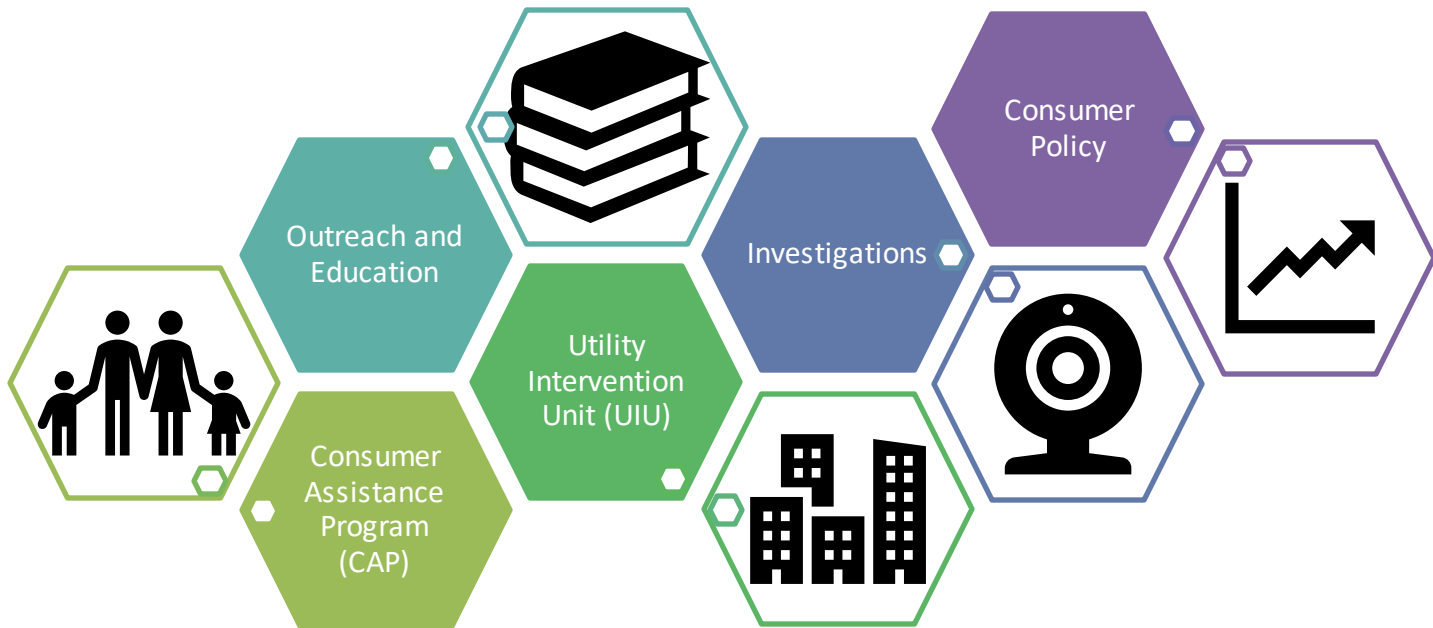 Consumer
Policy
Outreach and
Education
Investigations
Utility
Intervention
Unit (UIU)
Consumer
Assistance
Program
(CAP)